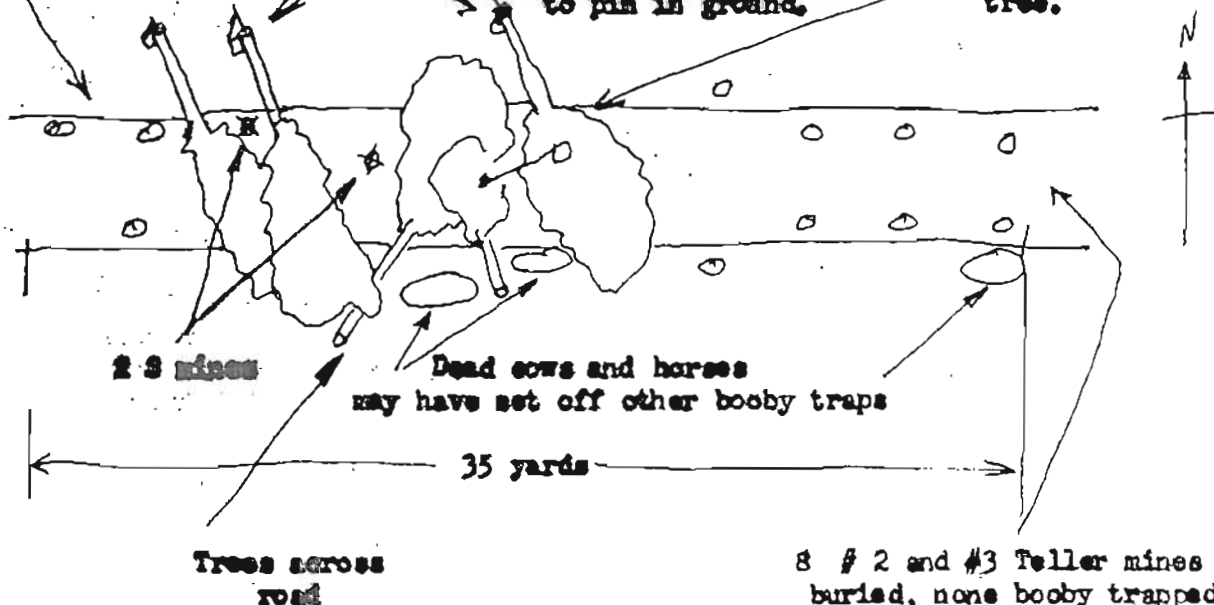 to pin in ground.
tree.
N
mines
Dead cows and horses
may have set off other booby traps
35 yards
Trees across
road
8 # 2 and #3 Teller mines
buried, none booby trapped